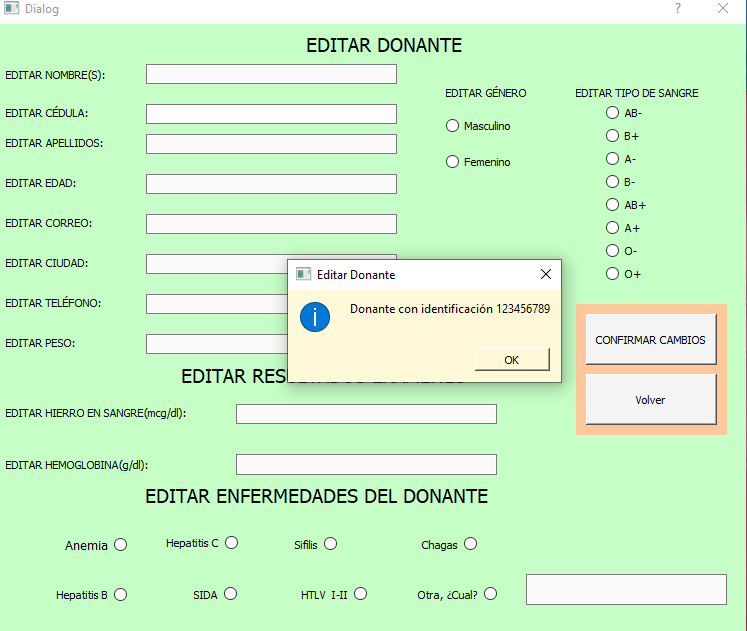 Dialog
EDITAR DONANTE
EDITAR NOMBRE(S):
EDITAR CÉDULA:
EDITAR APELLIDOS:
EDITAR EDAD:
EDITAR CORREO:
EDITAR CIUDAD:
EDITAR TELÉFONO:
EDITAR PESO:
EDITAR GÉNERO
Masculino
Femenino
EDITAR TIPO DE SANGRE
AB-
B+
A-
B-
AB+
A+
O-
O+
Editar Donante
Donante con identificación 123456789
OK
CONFIRMAR CAMBIOS
Volver
EDITAR
EDITAR HIERRO EN SANGRE(mcg/dl):
EDITAR HEMOGLOBINA(g/dl):
EDITAR ENFERMEDADES DEL DONANTE
Anemia
Hepatitis C
Sifilis
Chagas
Hepatitis B
SIDA
HTLV I-II
Otra, ¿Cual?